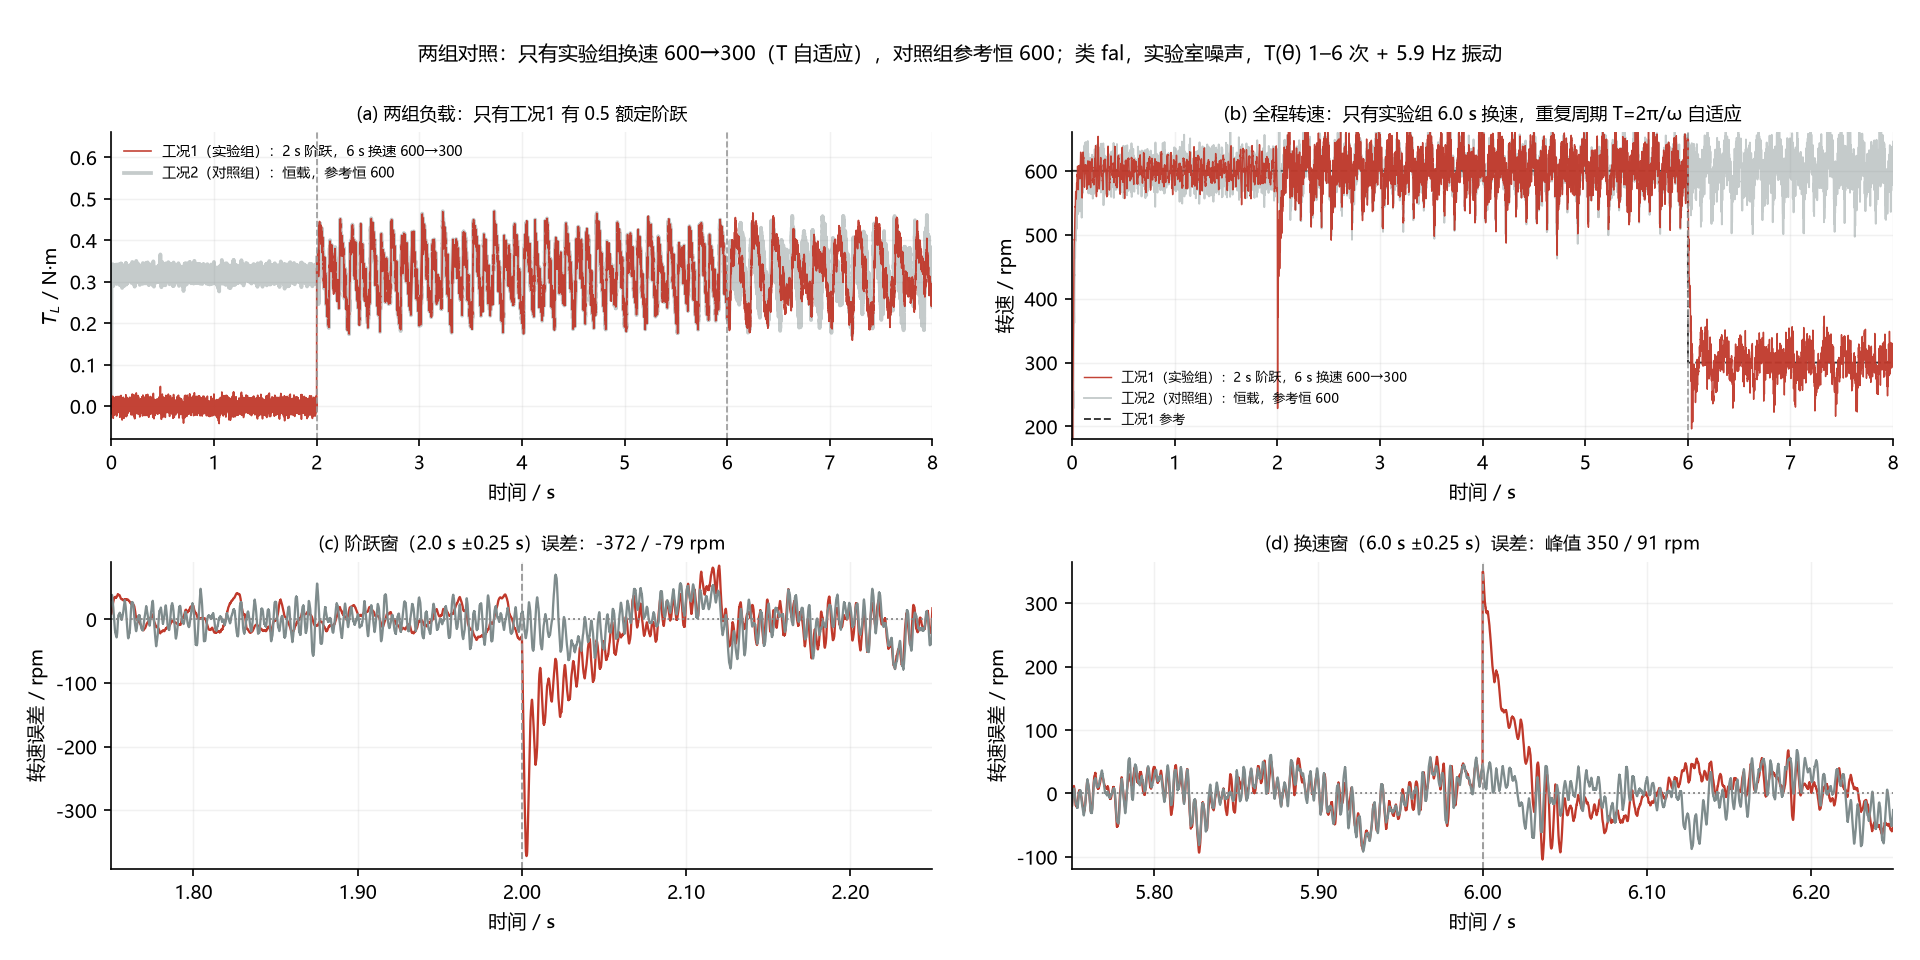 两组对照：只有实验组换速 600→300（T 自适应），对照组参考恒 600；类 fal，实验室噪声，T(θ) 1–6 次 + 5.9 Hz 振动
(a) 两组负载：只有工况1 有 0.5 额定阶跃
工况1（实验组）：2 s 阶跃，6 s 换速 600→300
工况2（对照组）：恒载，参考恒 600
T_L / N·m
0.6
0.5
0.4
0.3
0.2
0.1
0.0
0 1 2 3 4 5 6 7 8
时间 / s
(b) 全程转速：只有实验组 6.0 s 换速，重复周期 T=2π/ω 自适应
转速 / rpm
600
500
400
300
200
工况1（实验组）：2 s 阶跃，6 s 换速 600→300
工况2（对照组）：恒载，参考恒 600
工况1 参考
0 1 2 3 4 5 6 7 8
时间 / s
(c) 阶跃窗（2.0 s ±0.25 s）误差：-372 / -79 rpm
转速误差 / rpm
0
-100
-200
-300
1.80 1.90 2.00 2.10 2.20
时间 / s
(d) 换速窗（6.0 s ±0.25 s）误差：峰值 350 / 91 rpm
转速误差 / rpm
300
200
100
0
-100
5.80 5.90 6.00 6.10 6.20
时间 / s